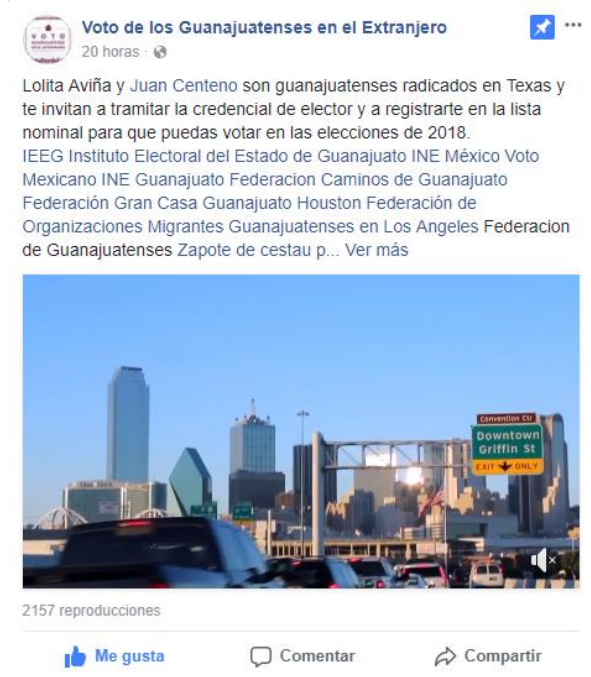 Voto de los Guanajuatenses en el Extranjero
20 horas ·
VOTO
Lolita Aviña y Juan Centeno son guanajuatenses radicados en Texas y
te invitan a tramitar la credencial de elector y a registrarte en la lista
nominal para que puedas votar en las elecciones de 2018.
IEEG Instituto Electoral del Estado de Guanajuato INE México Voto
Mexicano INE Guanajuato Federacion Caminos de Guanajuato
Federación Gran Casa Guanajuato Houston Federación de
Organizaciones Migrantes Guanajuatenses en Los Angeles Federacion
de Guanajuatenses Zapote de cestau p... Ver más
Convention Ctr
Downtown
Griffin St
EXIT ONLY
2157 reproducciones
Me gusta Comentar Compartir